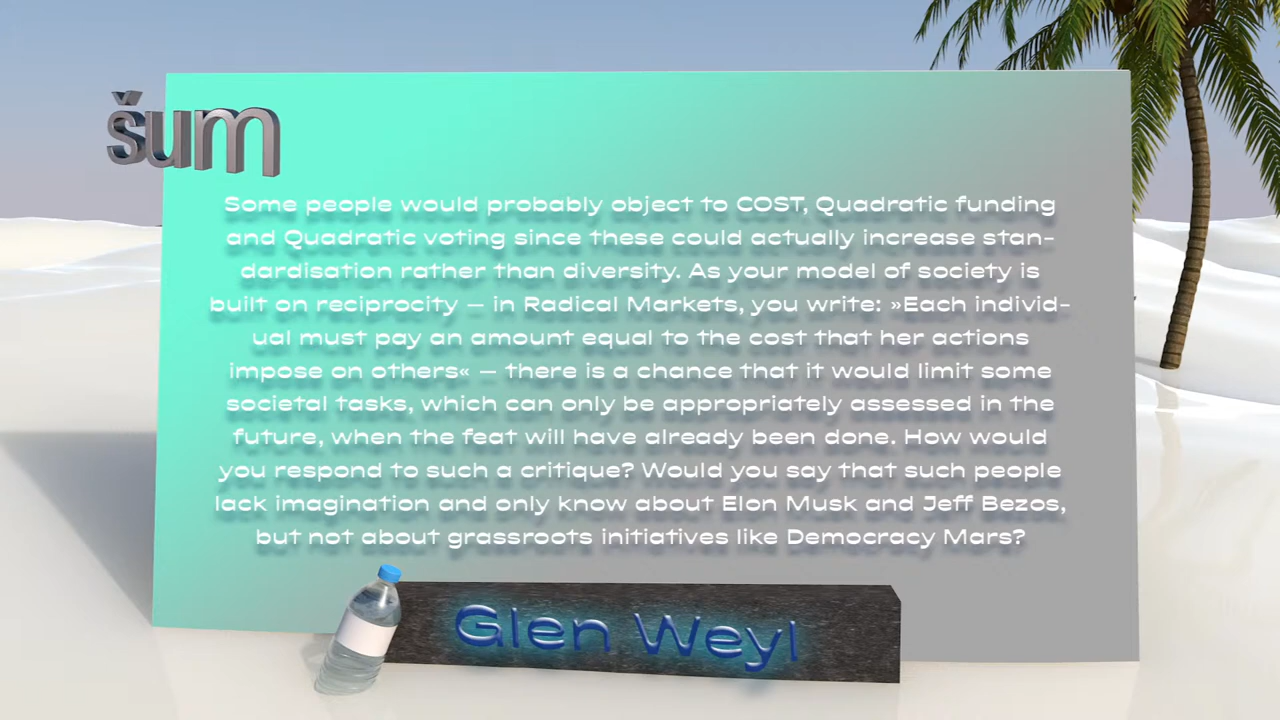 šum
Some people would probably object to COST, Quadratic funding
and Quadratic voting since these could actually increase stan-
dardisation rather than diversity. As your model of society is
built on reciprocity – in Radical Markets, you write: »Each individ-
ual must pay an amount equal to the cost that her actions
impose on others« – there is a chance that it would limit some
societal tasks, which can only be appropriately assessed in the
future, when the feat will have already been done. How would
you respond to such a critique? Would you say that such people
lack imagination and only know about Elon Musk and Jeff Bezos,
but not about grassroots initiatives like Democracy Mars?
Glen Weyl